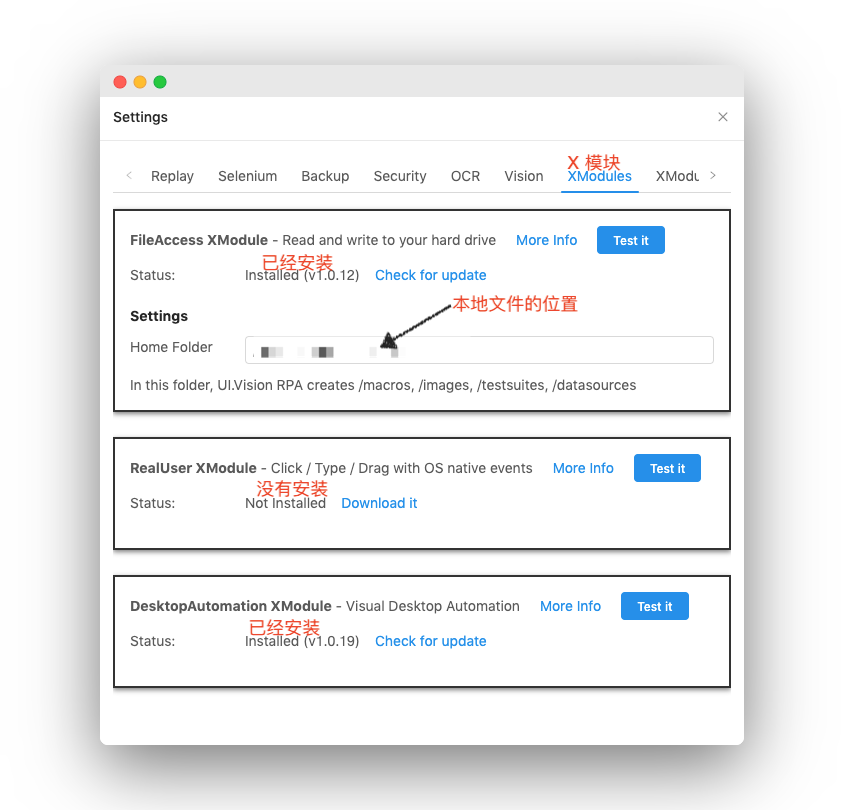 Settings
X 模块
Replay Selenium Backup Security OCR Vision XModules XModu
FileAccess XModule - Read and write to your hard drive More Info Test it
已经安装
Status: Installed (v1.0.12) Check for update
本地文件的位置
Settings
Home Folder
In this folder, UI.Vision RPA creates /macros, /images, /testsuites, /datasources
RealUser XModule - Click / Type / Drag with OS native events More Info Test it
没有安装
Status: Not Installed Download it
DesktopAutomation XModule - Visual Desktop Automation More Info Test it
已经安装
Status: Installed (v1.0.19) Check for update